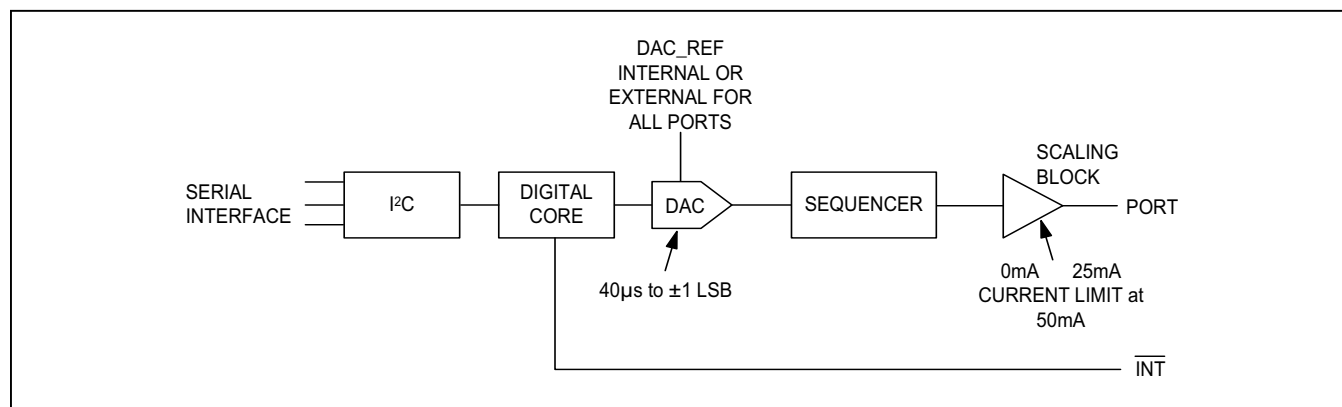 DAC_REF
INTERNAL OR
EXTERNAL FOR
ALL PORTS
SERIAL
INTERFACE
I²C
DIGITAL
CORE
DAC
SEQUENCER
SCALING
BLOCK
PORT
40µs to ±1 LSB
0mA 25mA
CURRENT LIMIT at
50mA
INT